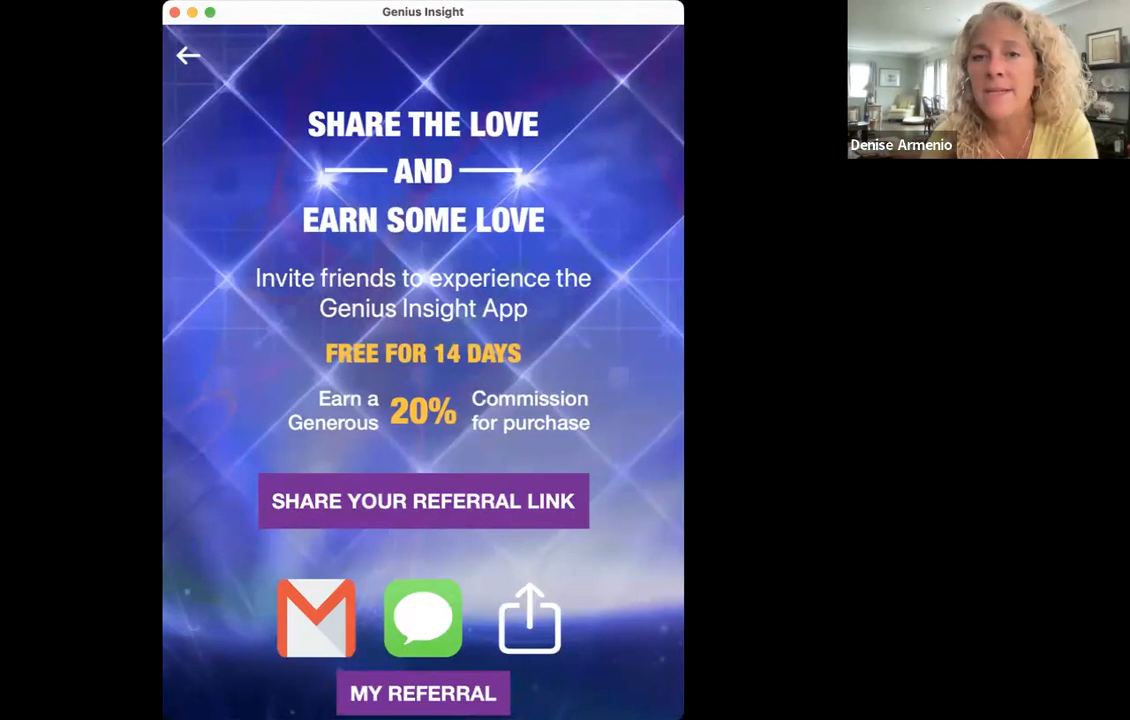 Genius Insight
Denise Armenio
SHARE THE LOVE
AND
EARN SOME LOVE
Invite friends to experience the
Genius Insight App
FREE FOR 14 DAYS
Earn a Generous 20% Commission for purchase
SHARE YOUR REFERRAL LINK
MY REFERRAL